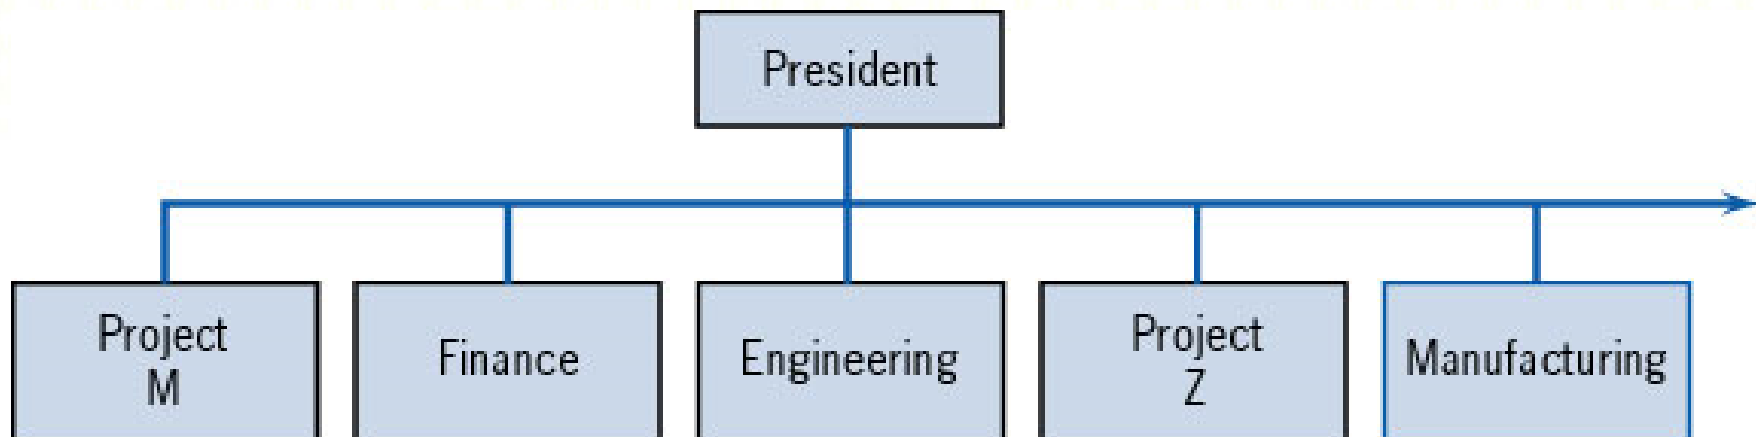 President
Project
M
Finance
Engineering
Project
Z
Manufacturing